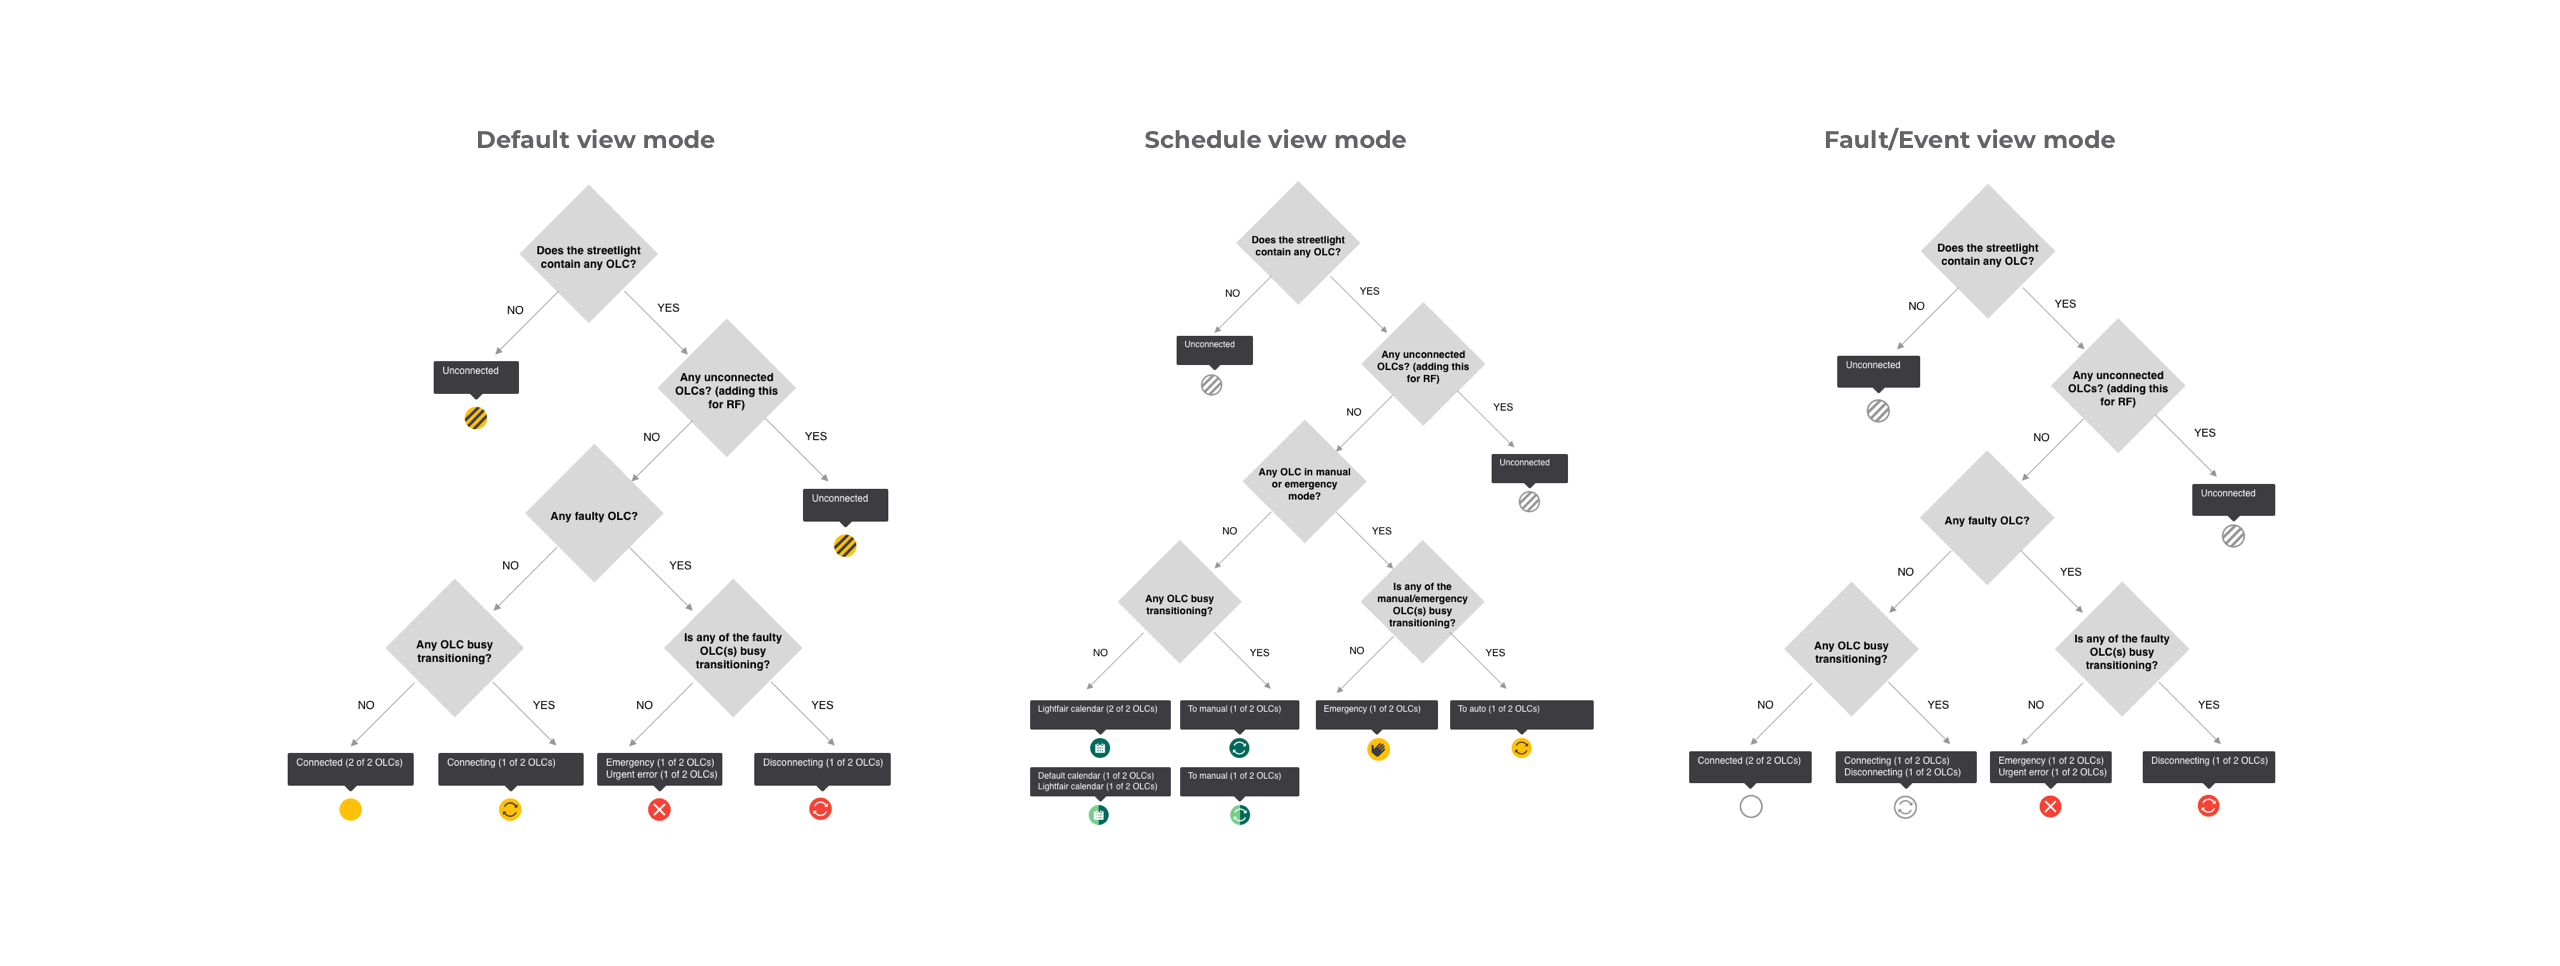 Default view mode
Does the streetlight
contain any OLC?
NO
YES
Unconnected
Any unconnected
OLCs? (adding this
for RF)
NO
YES
Unconnected
Any faulty OLC?
NO
YES
Any OLC busy
transitioning?
Is any of the faulty
OLC(s) busy
transitioning?
NO
YES
NO
YES
Connected (2 of 2 OLCs)
Connecting (1 of 2 OLCs)
Emergency (1 of 2 OLCs)
Urgent error (1 of 2 OLCs)
Disconnecting (1 of 2 OLCs)
Schedule view mode
Does the streetlight
contain any OLC?
NO
YES
Unconnected
Any unconnected
OLCs? (adding this
for RF)
NO
YES
Unconnected
Any OLC in manual
or emergency
mode?
NO
YES
Any OLC busy
transitioning?
Is any of the
manual/emergency
OLC(s) busy
transitioning?
NO
YES
NO
YES
Lightfair calendar (2 of 2 OLCs)
To manual (1 of 2 OLCs)
Emergency (1 of 2 OLCs)
To auto (1 of 2 OLCs)
Default calendar (1 of 2 OLCs)
Lightfair calendar (1 of 2 OLCs)
To manual (1 of 2 OLCs)
Fault/Event view mode
Does the streetlight
contain any OLC?
NO
YES
Unconnected
Any unconnected
OLCs? (adding this
for RF)
NO
YES
Unconnected
Any faulty OLC?
NO
YES
Any OLC busy
transitioning?
Is any of the faulty
OLC(s) busy
transitioning?
NO
YES
NO
YES
Connected (2 of 2 OLCs)
Connecting (1 of 2 OLCs)
Disconnecting (1 of 2 OLCs)
Emergency (1 of 2 OLCs)
Urgent error (1 of 2 OLCs)
Disconnecting (1 of 2 OLCs)